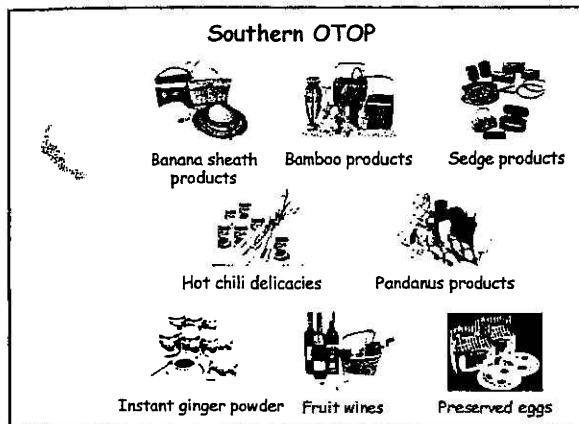 Southern OTOP
Banana sheath products
Bamboo products
Sedge products
Hot chili delicacies
Pandanus products
Instant ginger powder
Fruit wines
Preserved eggs